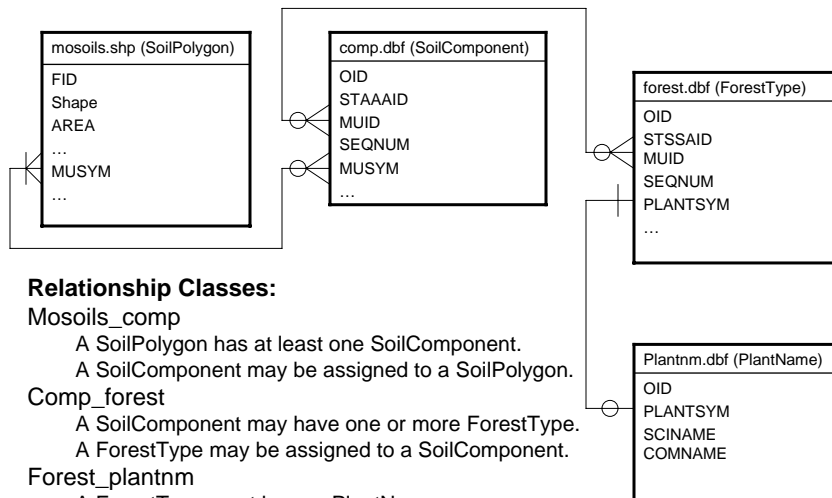 mosoils.shp (SoilPolygon)
FID
Shape
AREA
…
MUSYM
…
comp.dbf (SoilComponent)
OID
STAAAID
MUID
SEQNUM
MUSYM
…
forest.dbf (ForestType)
OID
STSSAID
MUID
SEQNUM
PLANTSYM
…
Plantnm.dbf (PlantName)
OID
PLANTSYM
SCINAME
COMNAME
Relationship Classes:
Mosoils_comp
A SoilPolygon has at least one SoilComponent.
A SoilComponent may be assigned to a SoilPolygon.
Comp_forest
A SoilComponent may have one or more ForestType.
A ForestType may be assigned to a SoilComponent.
Forest_plantnm